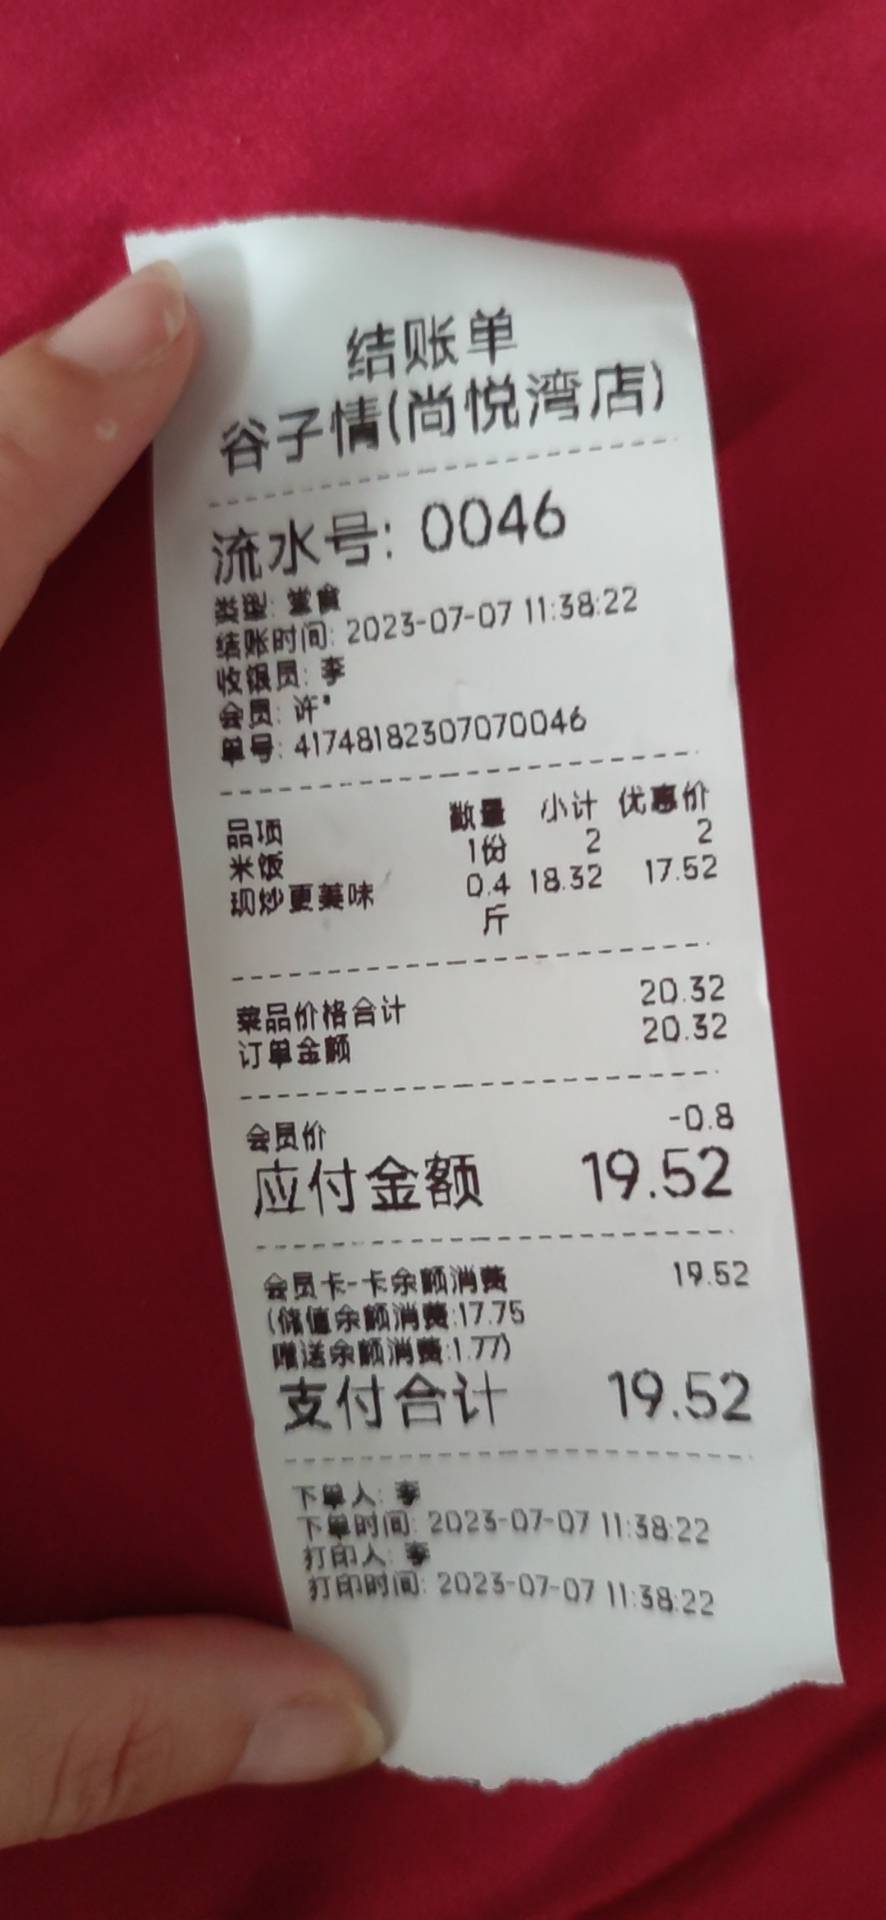 结账单
谷子情(尚悦湾店)
流水号: 0046
类型: 堂食
结账时间: 2023-07-07 11:38:22
收银员: 李
会员: 许*
单号: 41748182307070046
品项 数量 小计 优惠价
米饭 1份 2 2
现炒更美味 0.4 18.32 17.52
斤
菜品价格合计 20.32
订单金额 20.32
会员价 -0.8
应付金额 19.52
会员卡-卡余额消费 19.52
(储值余额消费:17.75
赠送余额消费:1.77)
支付合计 19.52
下单人: 李
下单时间: 2023-07-07 11:38:22
打印人: 李
打印时间: 2023-07-07 11:38:22